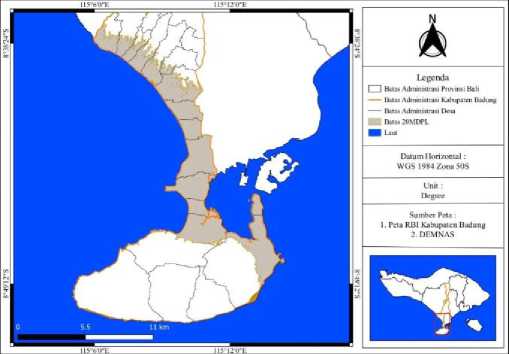 115°6'0"E
115°12'0"E
8°38'24"S
8°38'24"S
8°49'12"S
8°49'12"S
0
5.5
11 km
115°6'0"E
115°12'0"E
N
Legenda
Batas Administrasi Provinsi Bali
Batas Administrasi Kabupaten Badung
Batas Administrasi Desa
Batas 20MDPL
Laut
Datum Horizontal :
WGS 1984 Zona 50S
Unit :
Degree
Sumber Peta :
1. Peta RBI Kabupaten Badung
2. DEMNAS